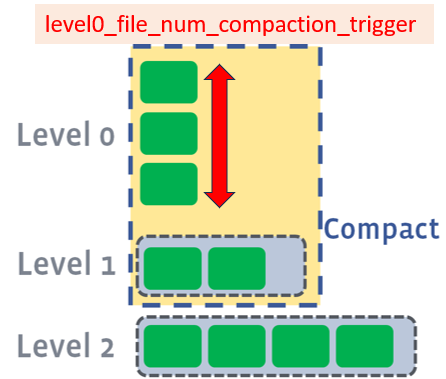 level0_file_num_compaction_trigger
Level 0
Compact
Level 1
Level 2